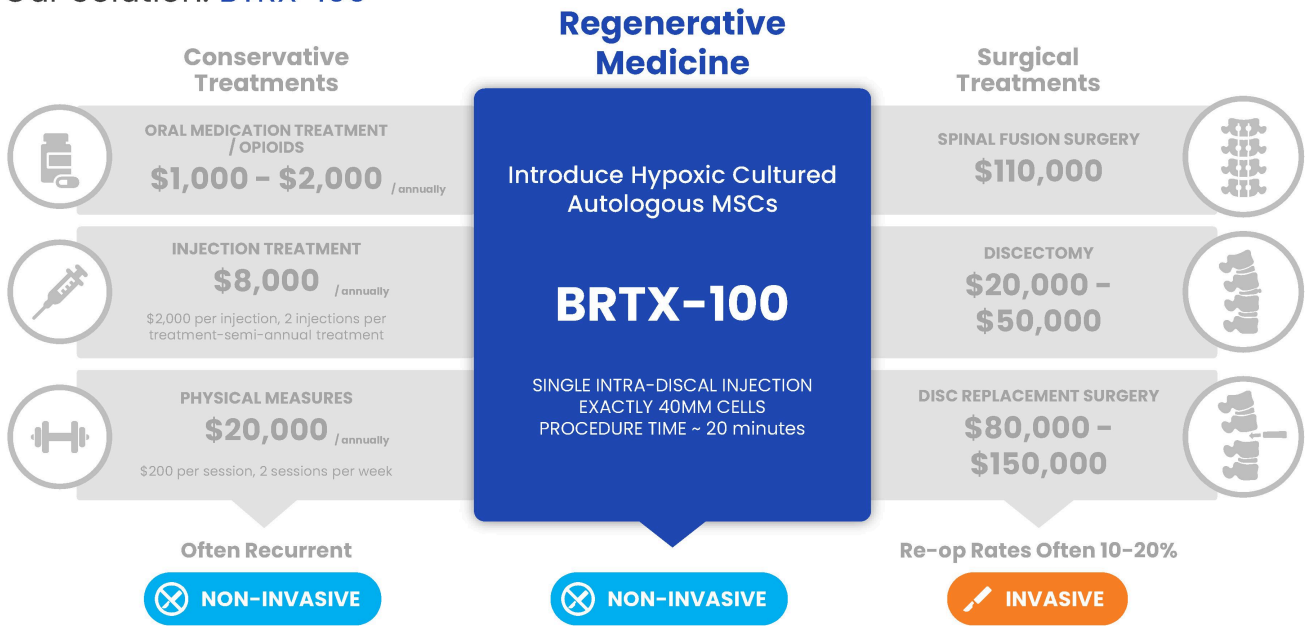 Our Solution: BTRX-100
Conservative
Treatments
ORAL MEDICATION TREATMENT
/ OPIOIDS
$1,000 - $2,000 / annually
INJECTION TREATMENT
$8,000 / annually
$2,000 per injection, 2 injections per
treatment-semi-annual treatment
PHYSICAL MEASURES
$20,000 / annually
$200 per session, 2 sessions per week
Often Recurrent
NON-INVASIVE
Regenerative
Medicine
Introduce Hypoxic Cultured
Autologous MSCs
BRTX-100
SINGLE INTRA-DISCAL INJECTION
EXACTLY 40MM CELLS
PROCEDURE TIME ~ 20 minutes
NON-INVASIVE
Surgical
Treatments
SPINAL FUSION SURGERY
$110,000
DISCECTOMY
$20,000 -
$50,000
DISC REPLACEMENT SURGERY
$80,000 -
$150,000
Re-op Rates Often 10-20%
INVASIVE